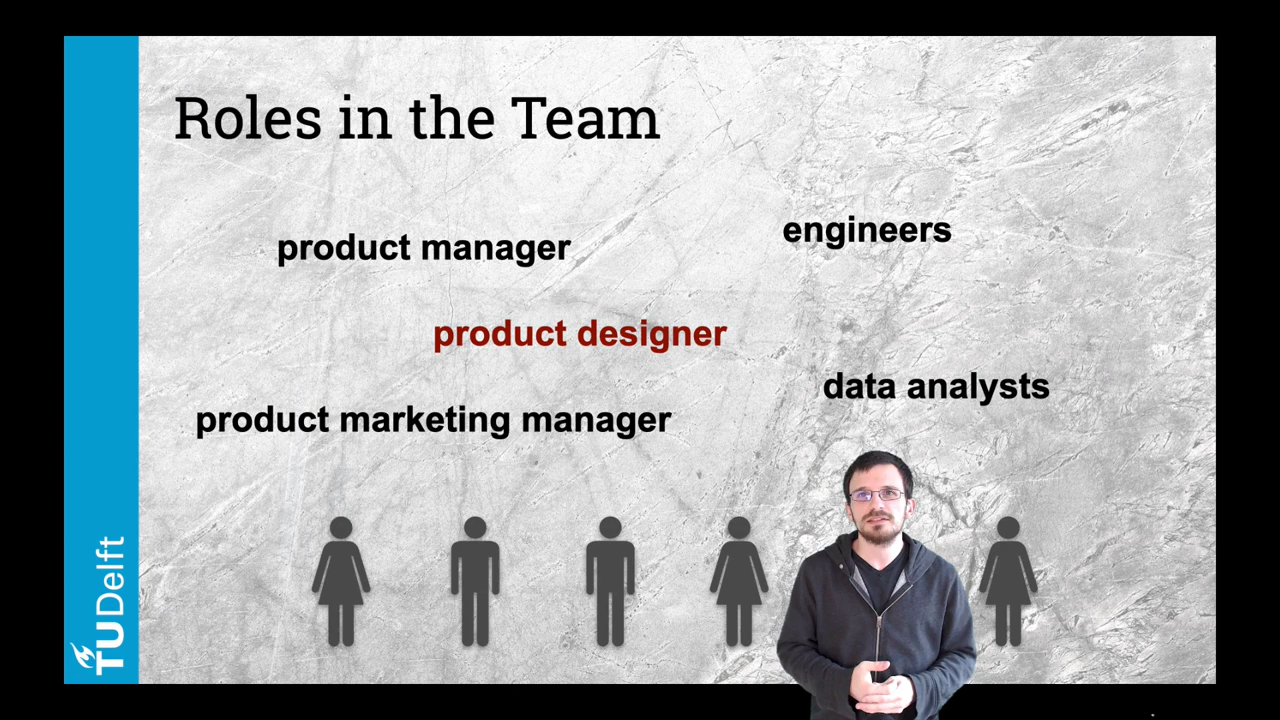 Roles in the Team
product manager
engineers
product designer
data analysts
product marketing manager
TUDelft